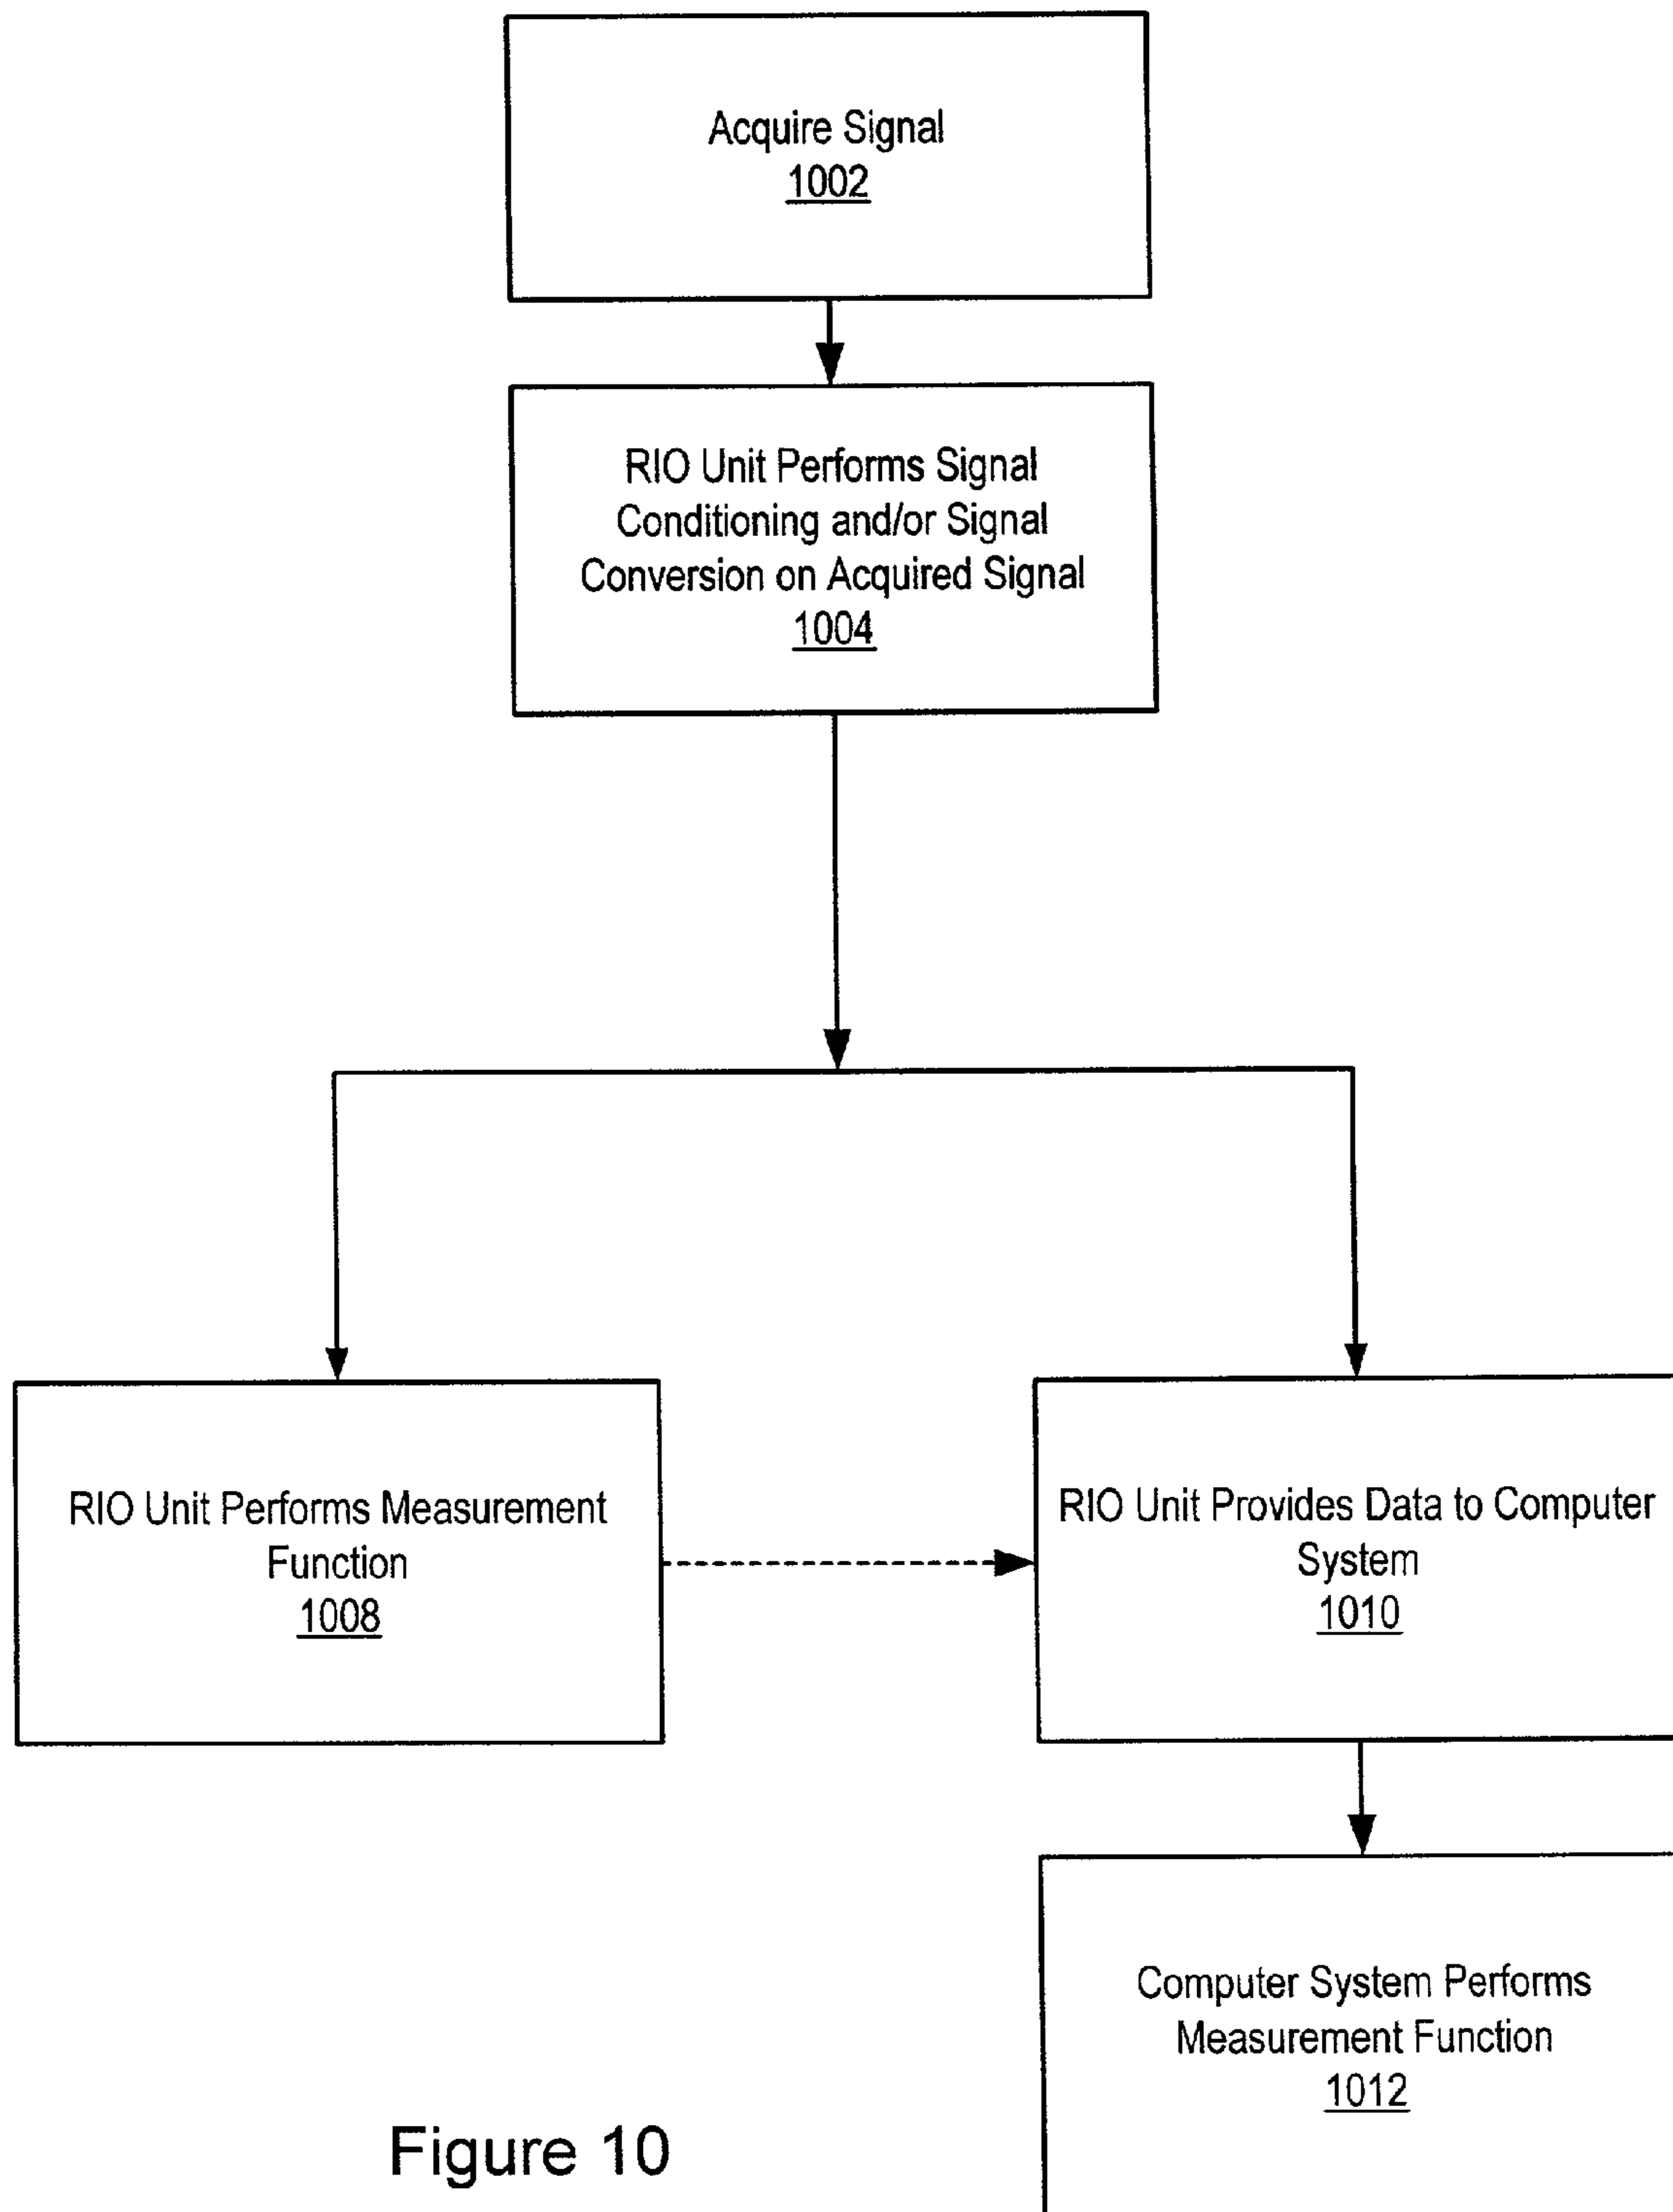 Acquire Signal
1002
RIO Unit Performs Signal
Conditioning and/or Signal
Conversion on Acquired Signal
1004
RIO Unit Performs Measurement
Function
1008
RIO Unit Provides Data to Computer
System
1010
Computer System Performs
Measurement Function
1012
Figure 10